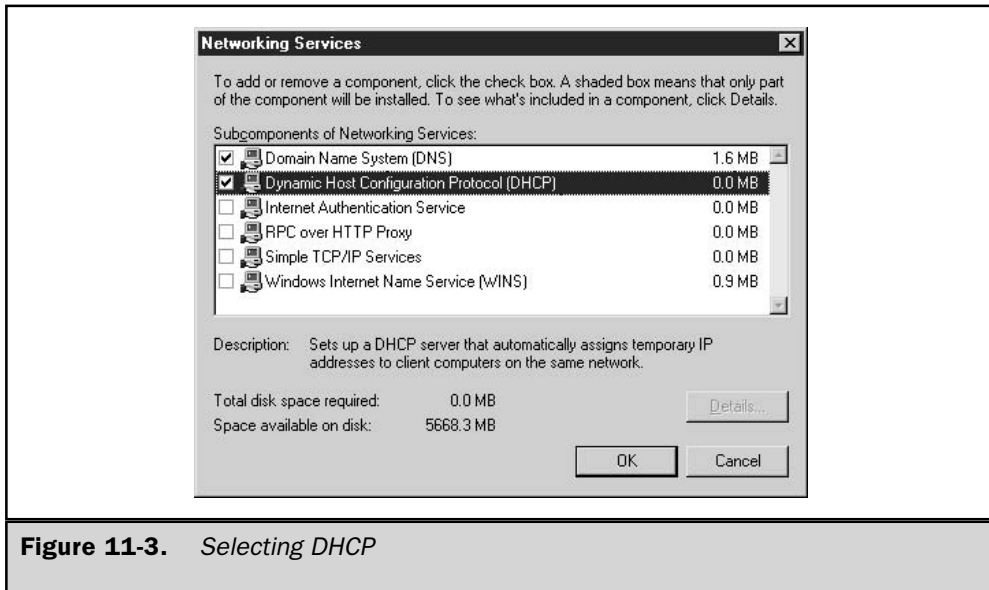 Networking Services
To add or remove a component, click the check box. A shaded box means that only part
of the component will be installed. To see what's included in a component, click Details.
Subcomponents of Networking Services:
Domain Name System (DNS) 1.6 MB
Dynamic Host Configuration Protocol (DHCP) 0.0 MB
Internet Authentication Service 0.0 MB
RPC over HTTP Proxy 0.0 MB
Simple TCP/IP Services 0.0 MB
Windows Internet Name Service (WINS) 0.9 MB
Description: Sets up a DHCP server that automatically assigns temporary IP
addresses to client computers on the same network.
Total disk space required: 0.0 MB
Details...
Space available on disk: 5668.3 MB
OK Cancel
Figure 11-3. Selecting DHCP